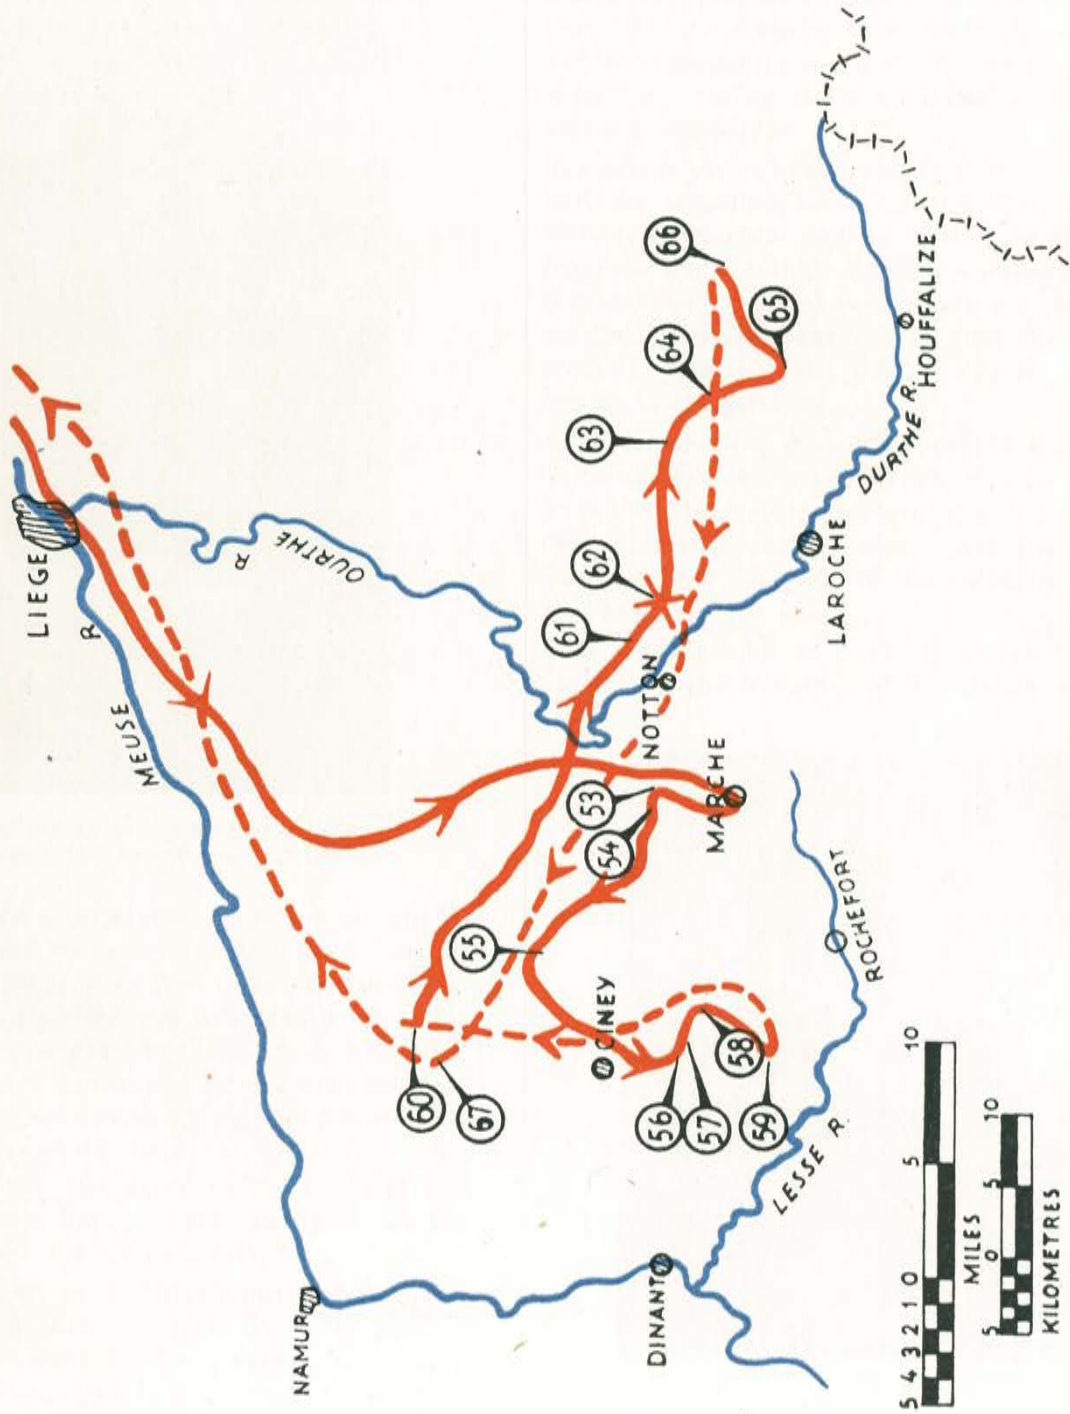 LIEGE
MEUSE
R
OURTHE
R
NAMUR
DINANT
CINEY
MARCHE
NOTTON
LAROCHE
OURTHE R.
HOUFFALIZE
ROCHEFORT
LESSE R.
53
54
55
56
57
58
59
60
61
62
63
64
65
66
67
5 4 3 2 1 0 5 10
MILES
5 0 5 10
KILOMETRES